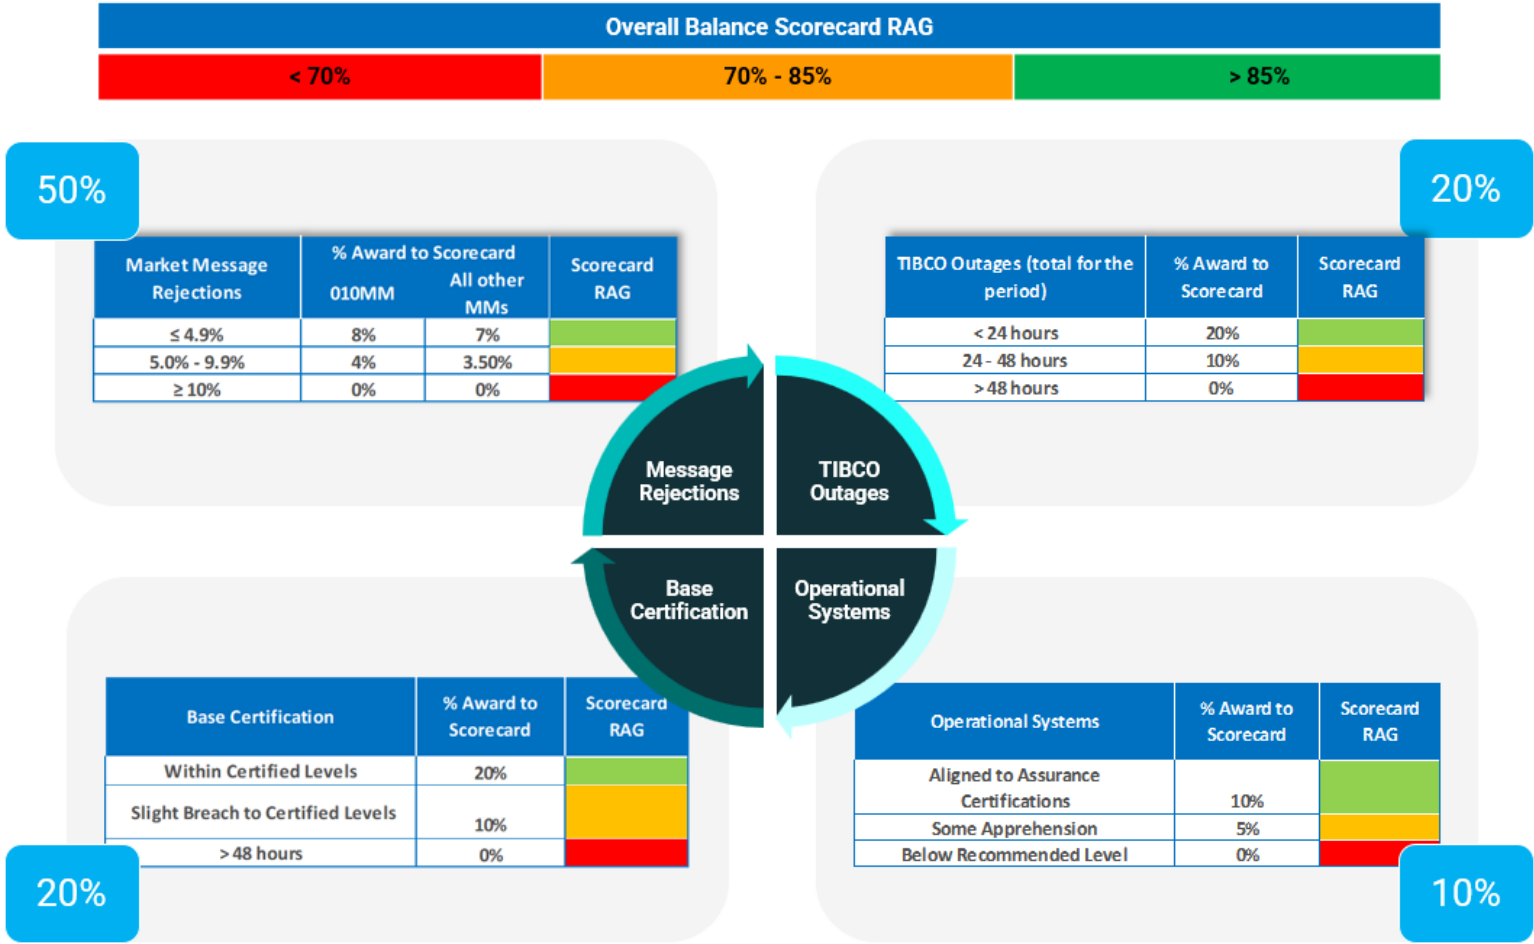 Overall Balance Scorecard RAG
< 70%
70% - 85%
> 85%
50%
20%
Market Message
Rejections
% Award to Scorecard
010MM
All other
MMs
Scorecard
RAG
≤ 4.9%
8%
7%
5.0% - 9.9%
4%
3.50%
≥ 10%
0%
0%
TIBCO Outages (total for the
period)
% Award to
Scorecard
Scorecard
RAG
< 24 hours
20%
24 - 48 hours
10%
> 48 hours
0%
Message
Rejections
TIBCO
Outages
Base
Certification
Operational
Systems
Base Certification
% Award to
Scorecard
Scorecard
RAG
Within Certified Levels
20%
Slight Breach to Certified Levels
10%
> 48 hours
0%
Operational Systems
% Award to
Scorecard
Scorecard
RAG
Aligned to Assurance
Certifications
10%
Some Apprehension
5%
Below Recommended Level
0%
20%
10%